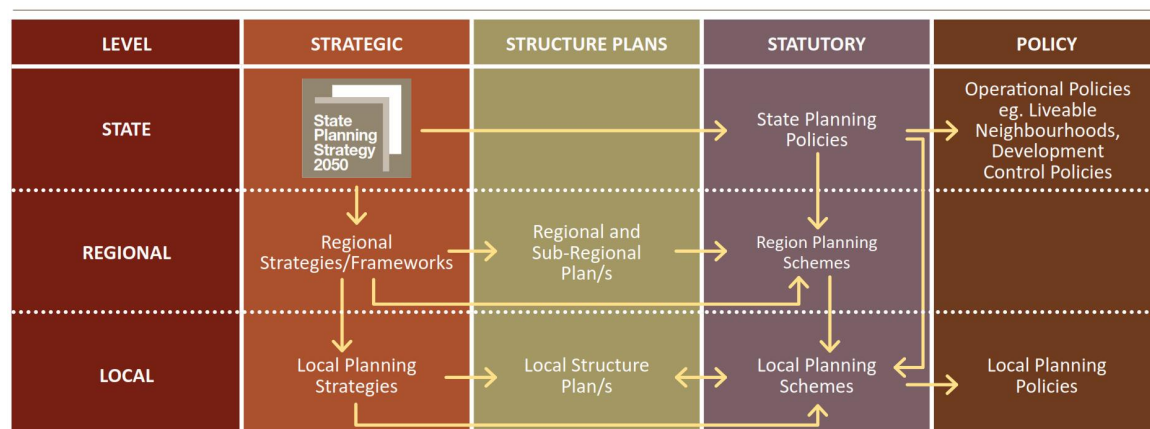 LEVEL
STRATEGIC
STRUCTURE PLANS
STATUTORY
POLICY
STATE
State
Planning
Strategy
2050
State Planning
Policies
Operational Policies
eg. Liveable
Neighbourhoods,
Development
Control Policies
REGIONAL
Regional
Strategies/Frameworks
Regional and
Sub-Regional
Plan/s
Region Planning
Schemes
LOCAL
Local Planning
Strategies
Local Structure
Plan/s
Local Planning
Schemes
Local Planning
Policies